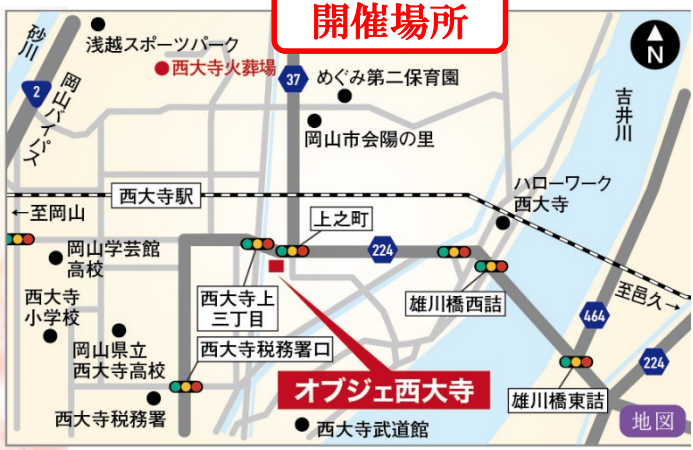 開催場所
砂川
浅越スポーツパーク
西大寺火葬場
37
めぐみ第二保育園
N
2
岡山バイパス
岡山市会陽の里
吉井川
西大寺駅
ハローワーク
西大寺
←至岡山
上之町
224
岡山学芸館
高校
西大寺上
三丁目
雄川橋西詰
至邑久→
西大寺
小学校
464
岡山県立
西大寺高校
西大寺税務署口
224
オブジェ西大寺
雄川橋東詰
西大寺税務署
西大寺武道館
地図